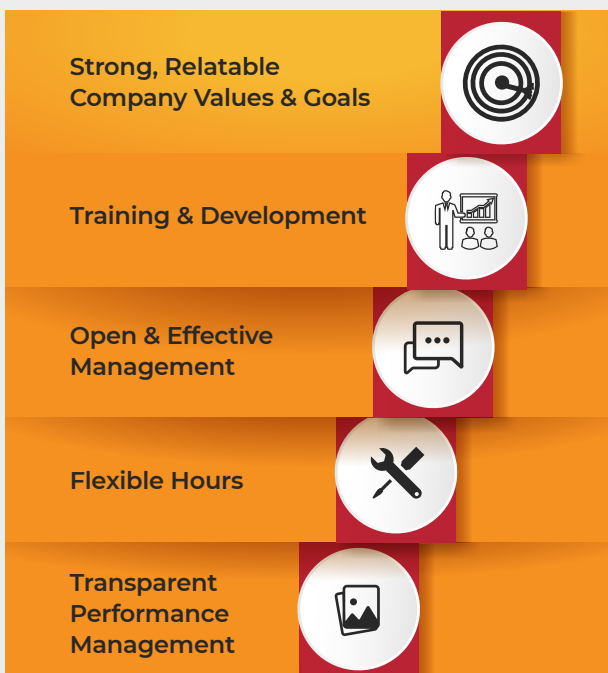 Strong, Relatable
Company Values & Goals
Training & Development
Open & Effective
Management
Flexible Hours
Transparent
Performance
Management